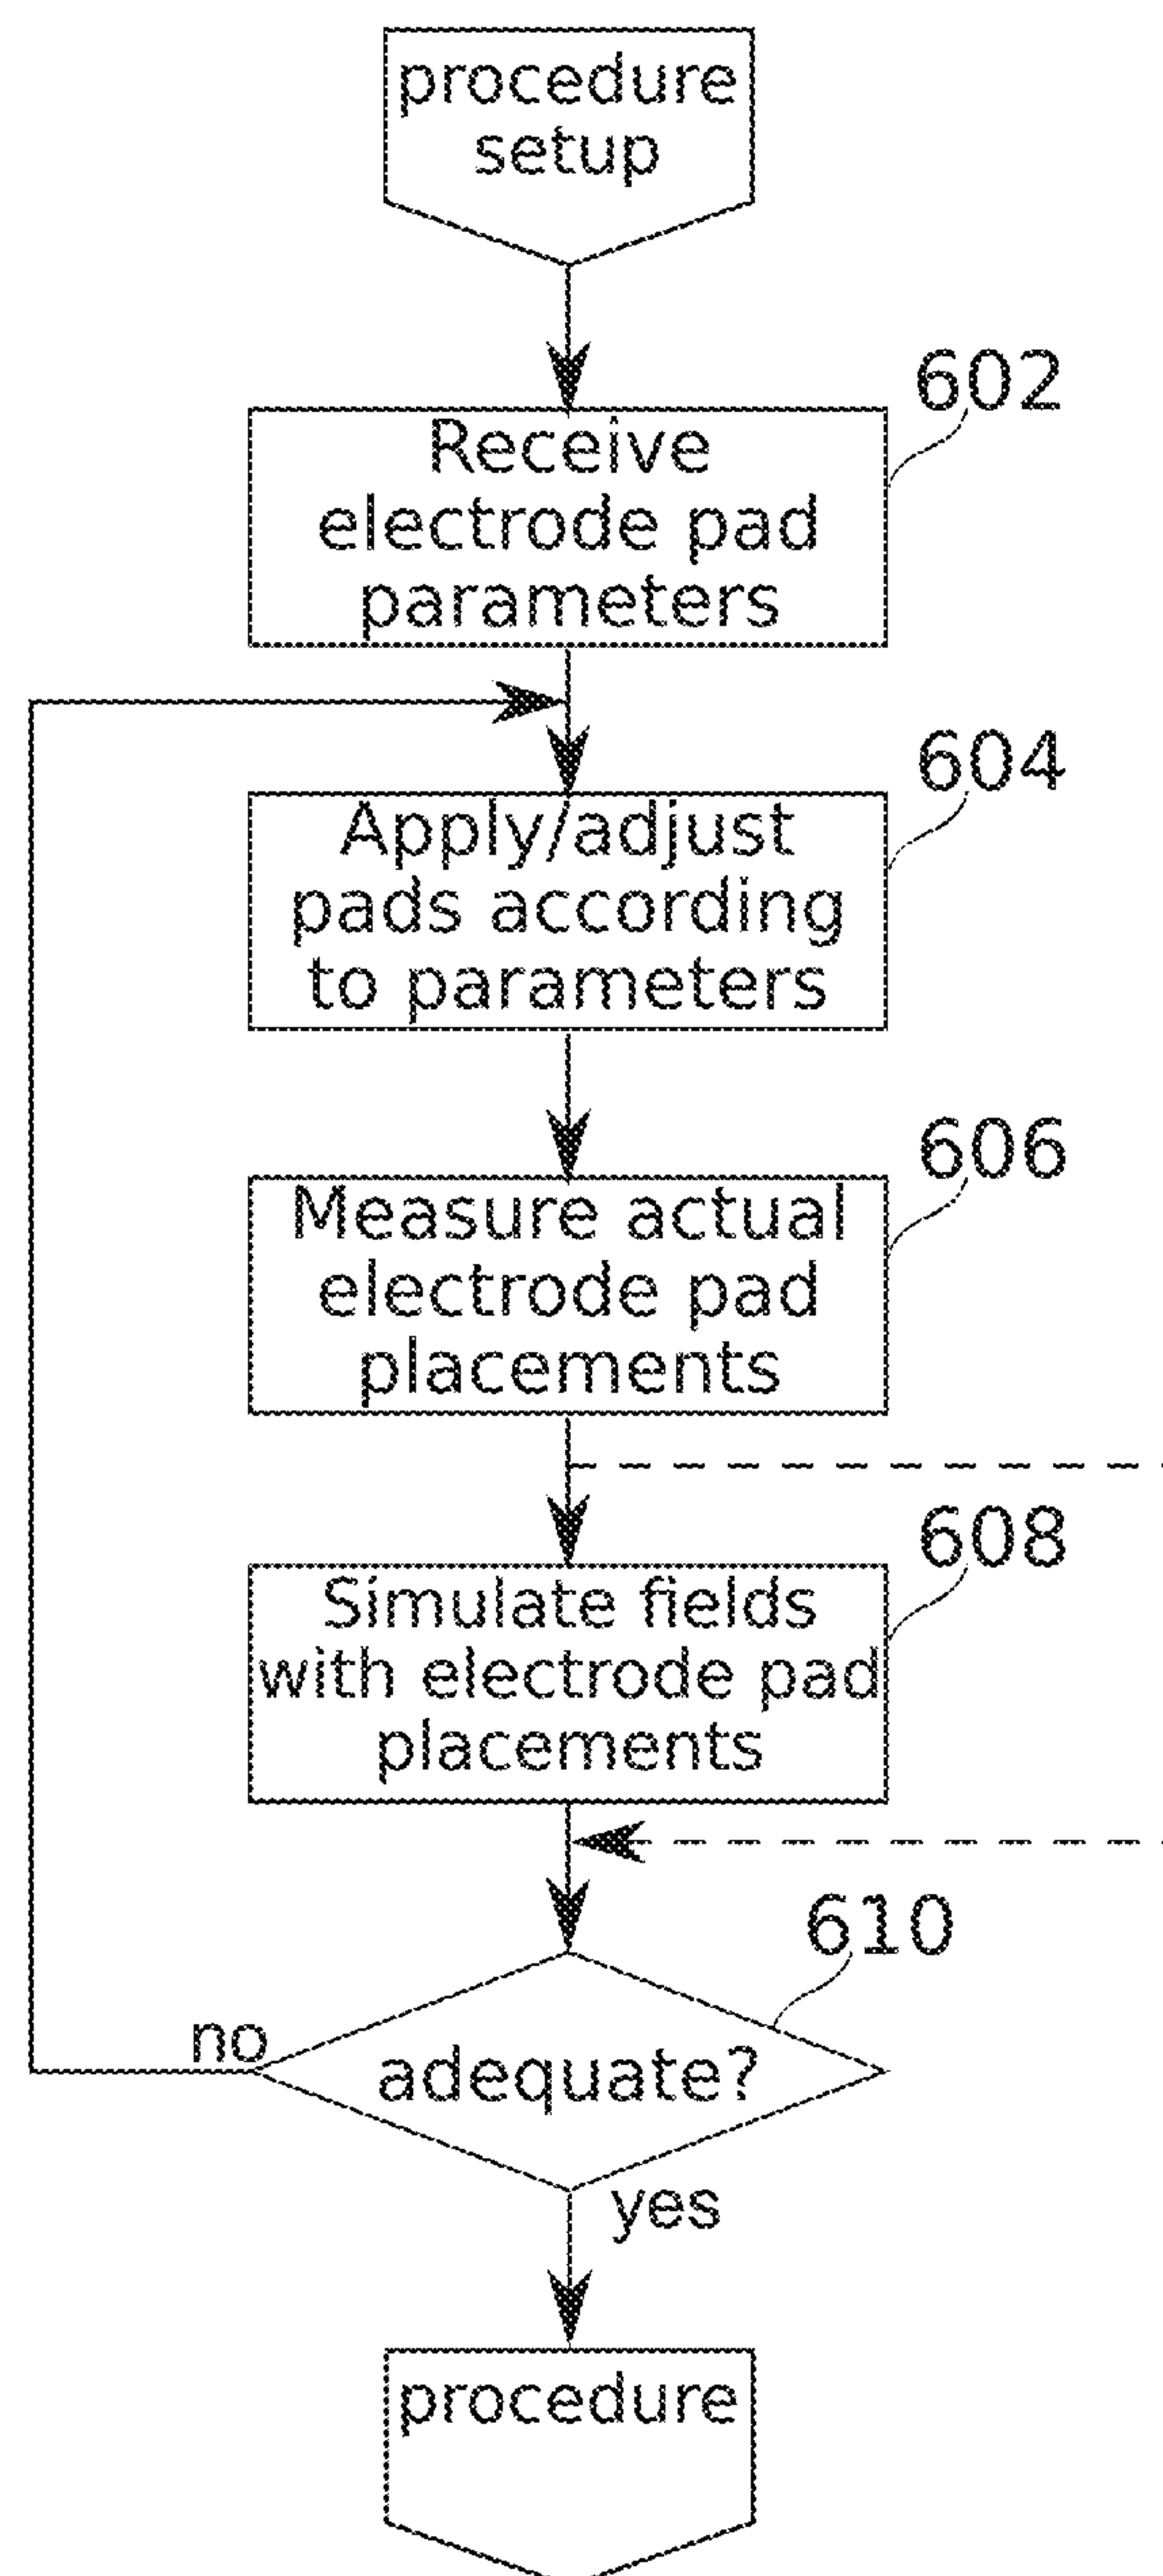 procedure
setup
602
Receive
electrode pad
parameters
604
Apply/adjust
pads according
to parameters
606
Measure actual
electrode pad
placements
608
Simulate fields
with electrode pad
placements
610
no
adequate?
yes
procedure